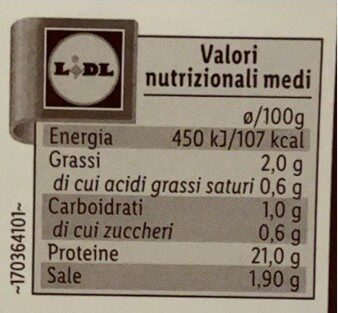 LIDL
Valori
nutrizionali medi
ø/100g
Energia 450 kJ/107 kcal
Grassi 2,0 g
di cui acidi grassi saturi 0,6 g
Carboidrati 1,0 g
di cui zuccheri 0,6 g
Proteine 21,0 g
Sale 1,90 g
~170364101~